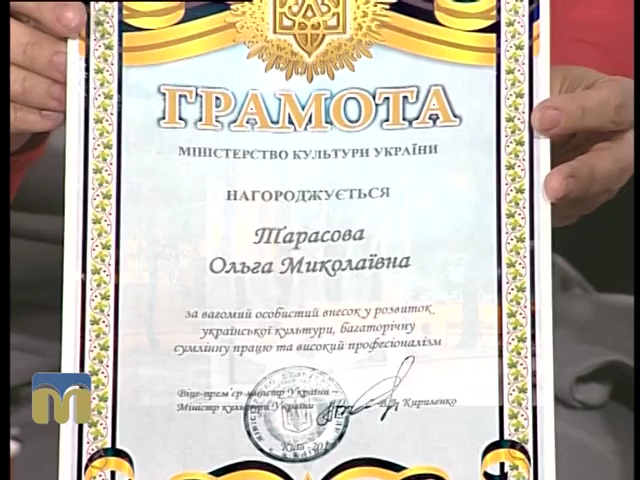 ГРАМОТА
МІНІСТЕРСТВО КУЛЬТУРИ УКРАЇНИ
НАГОРОДЖУЄТЬСЯ
Тарасова
Ольга Миколаївна
за вагомий особистий внесок у розвиток
української культури, багаторічну
сумлінну працю та високий професіоналізм
Віце-прем'єр-міністр України –
Міністр культури України В.А. Кириленко
Київ
М